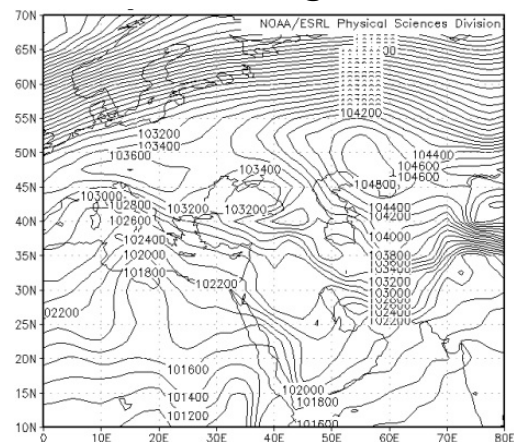 70N NOAA/ESRL Physical Sciences Division
65N
60N
55N
104200
103200
50N 103400 104400
103600 103400 104600
104600
45N 104800
103000
102800 103200 103200 104400
40N 102600 104200
102400 104000
35N 102000 103800
101800 103400
102200 103200
30N 103000
102400
02200 102200
25N
20N
101600
102000
15N 101400 101800
101200 101600
10N
0 10E 20E 30E 40E 50E 60E 70E 80E